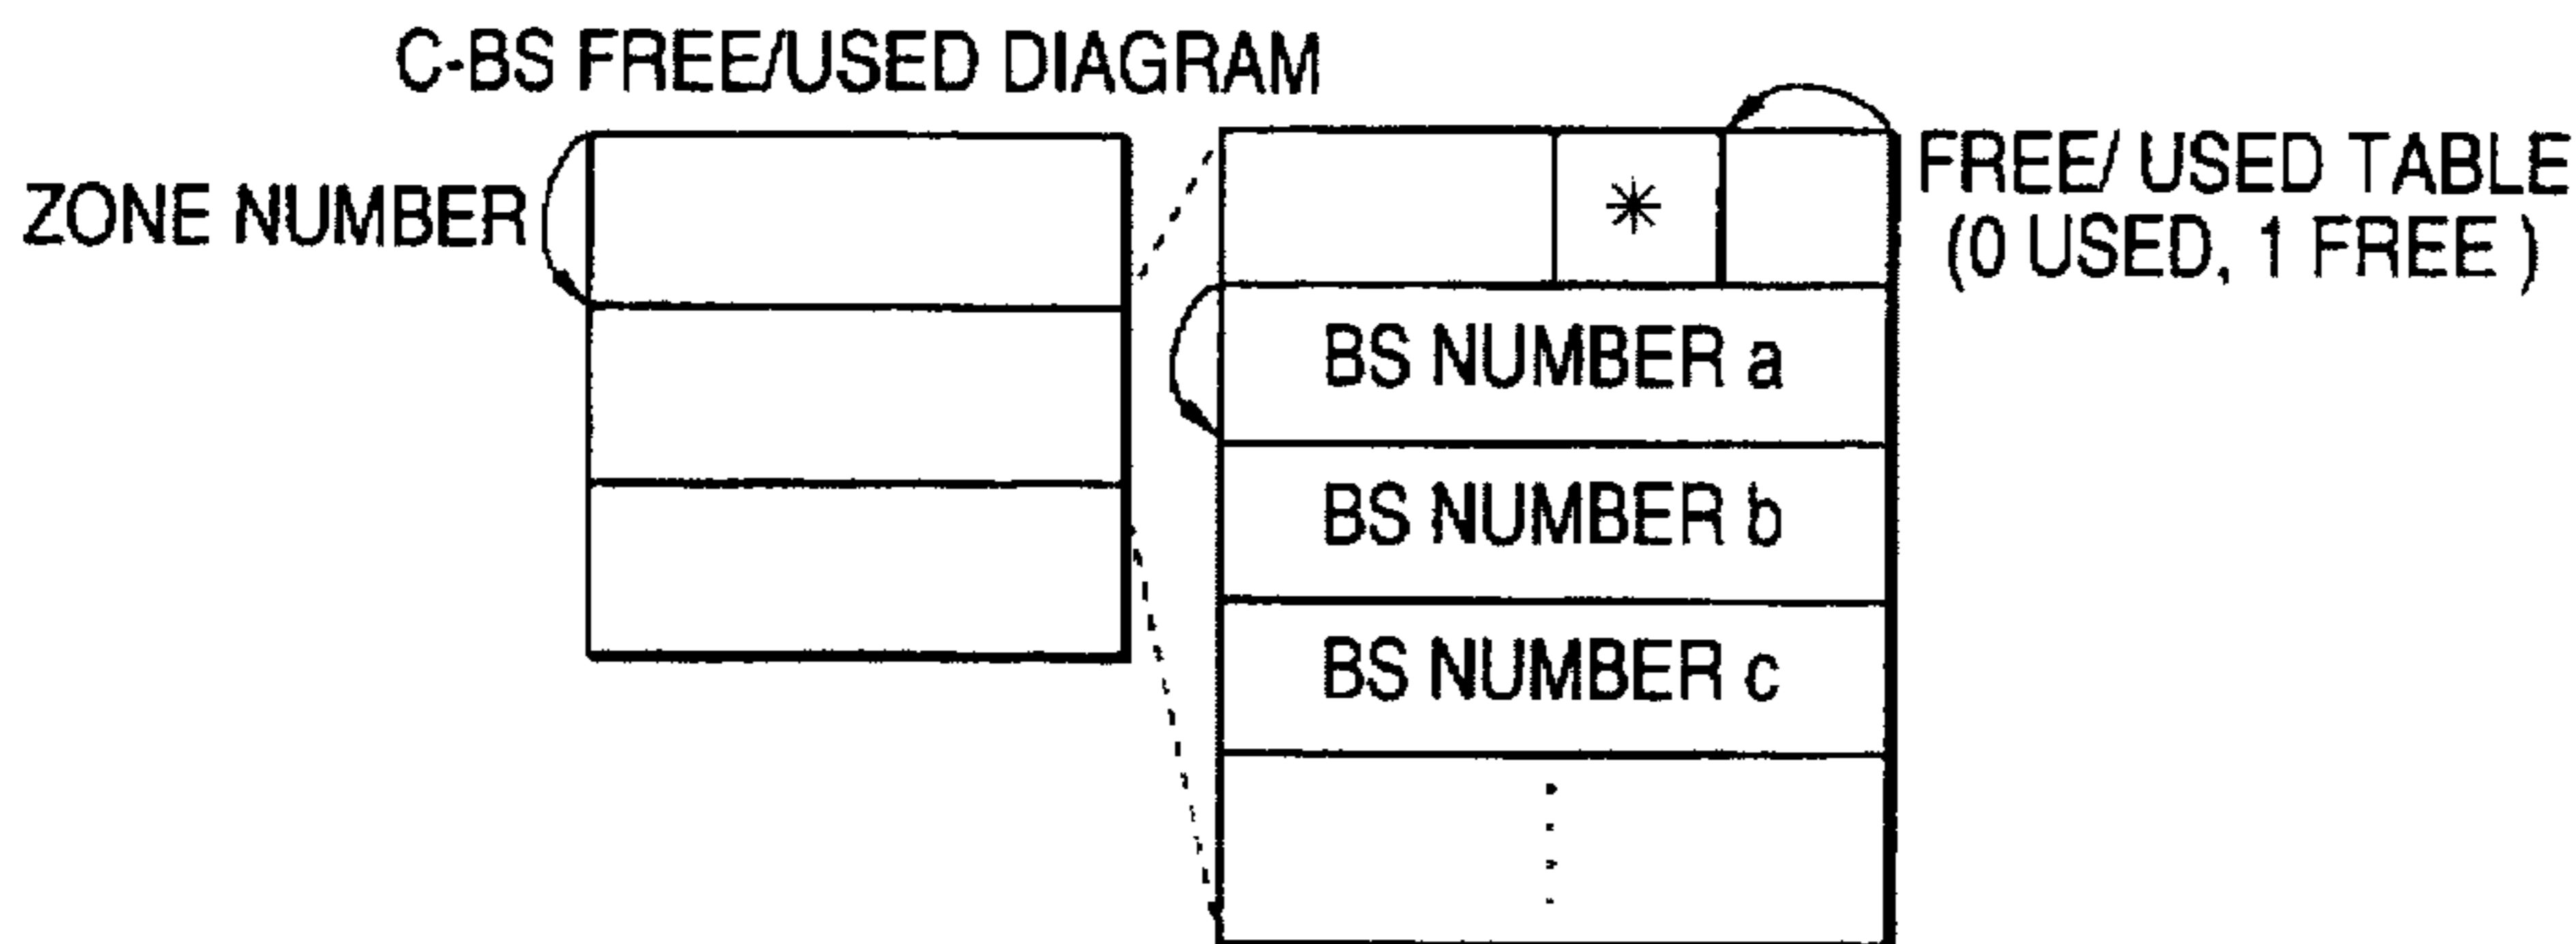 C-BS FREE/USED DIAGRAM
ZONE NUMBER
*
FREE/ USED TABLE
(0 USED, 1 FREE )
BS NUMBER a
BS NUMBER b
BS NUMBER c